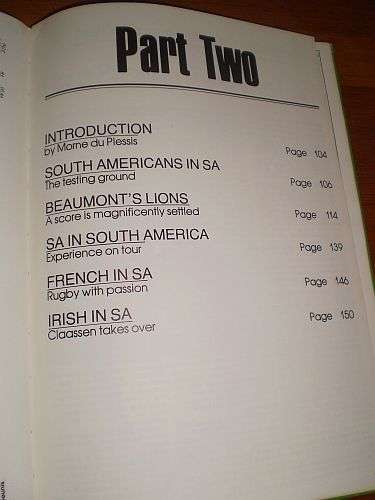 Part Two
INTRODUCTION
by Morne du Plessis
Page 104
SOUTH AMERICANS IN SA
The testing ground
Page 106
BEAUMONT'S LIONS
A score is magnificently settled
Page 114
SA IN SOUTH AMERICA
Experience on tour
Page 139
FRENCH IN SA
Rugby with passion
Page 146
IRISH IN SA
Claassen takes over
Page 150